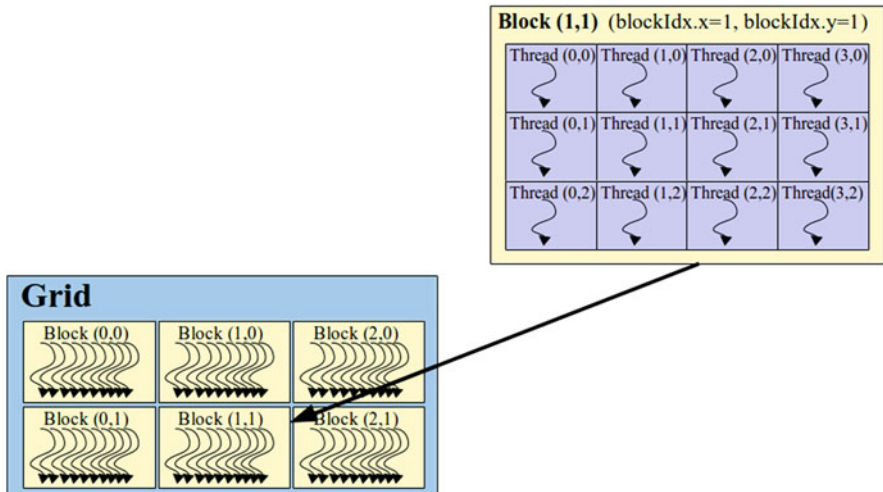 Block (1,1) (blockIdx.x=1, blockIdx.y=1)
Thread (0,0) Thread (1,0) Thread (2,0) Thread (3,0)
Thread (0,1) Thread (1,1) Thread (2,1) Thread (3,1)
Thread (0,2) Thread (1,2) Thread (2,2) Thread(3,2)
Grid
Block (0,0) Block (1,0) Block (2,0)
Block (0,1) Block (1,1) Block (2,1)